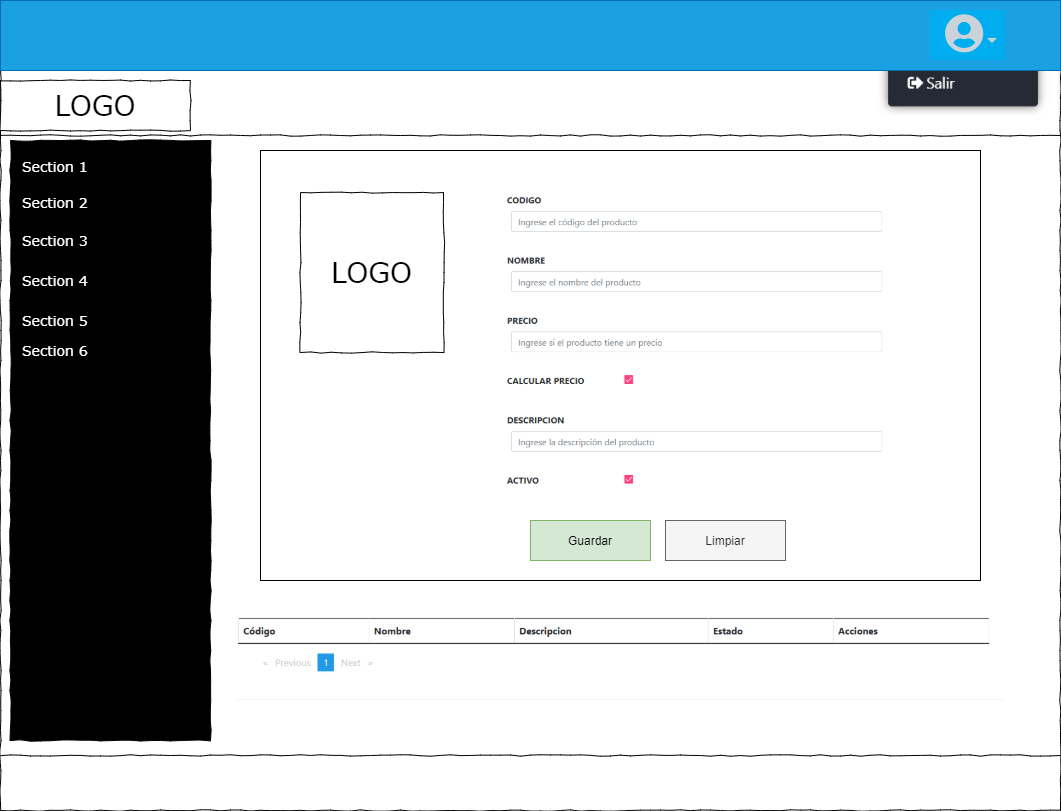 Salir
LOGO
Section 1
Section 2
Section 3
Section 4
Section 5
Section 6
LOGO
CODIGO
Ingrese el código del producto
NOMBRE
Ingrese el nombre del producto
PRECIO
Ingrese si el producto tiene un precio
CALCULAR PRECIO
DESCRIPCION
Ingrese la descripción del producto
ACTIVO
Guardar Limpiar
Código Nombre Descripcion Estado Acciones
« Previous 1 Next »